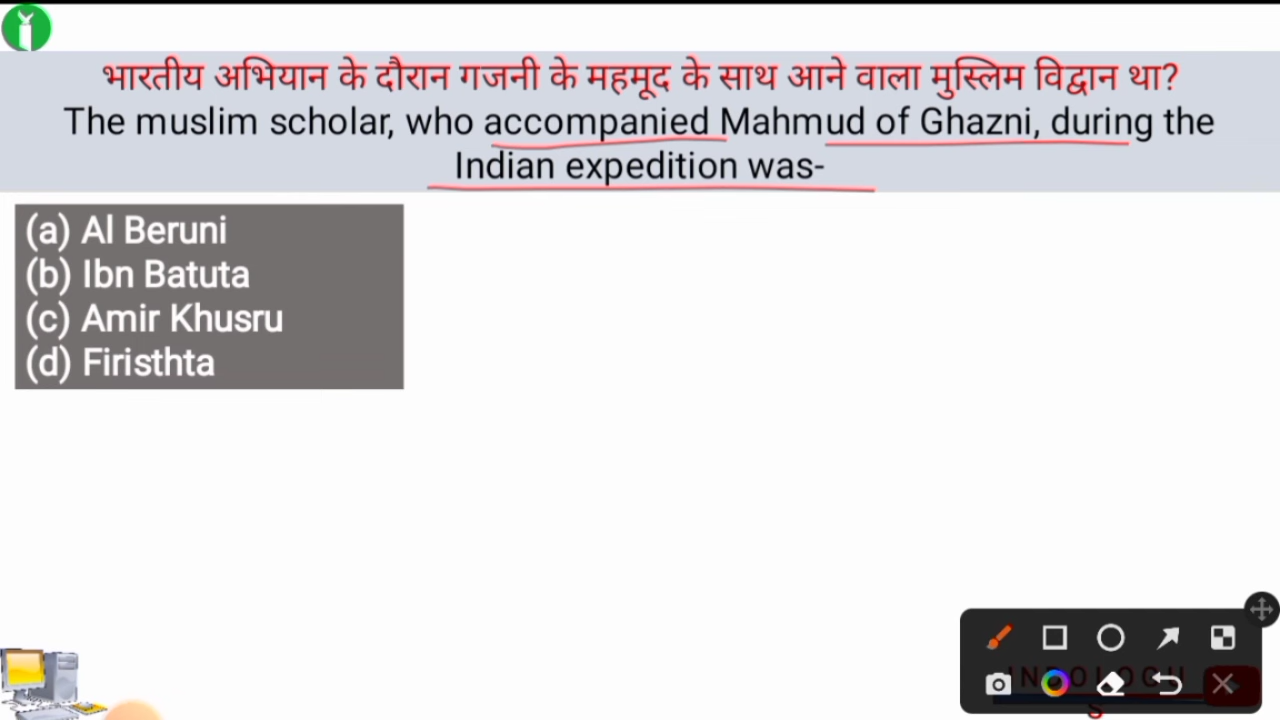 भारतीय अभियान के दौरान गजनी के महमूद के साथ आने वाला मुस्लिम विद्वान था?
The muslim scholar, who accompanied Mahmud of Ghazni, during the
Indian expedition was-
(a) Al Beruni
(b) Ibn Batuta
(c) Amir Khusru
(d) Firisthta
INDOLOGU
S